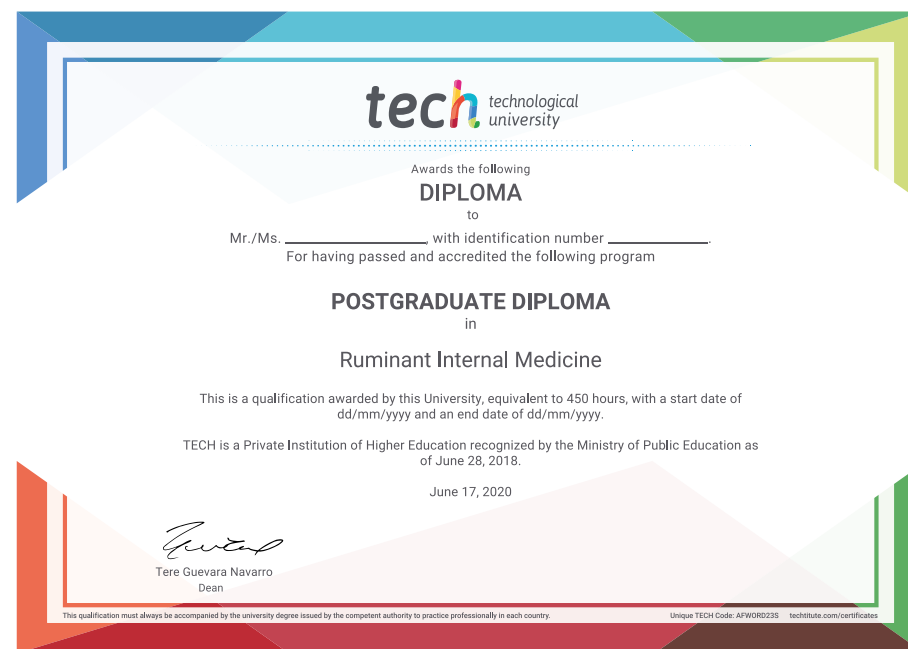 tech technological
university
Awards the following
DIPLOMA
to
Mr./Ms. ____________, with identification number ____________.
For having passed and accredited the following program
POSTGRADUATE DIPLOMA
in
Ruminant Internal Medicine
This is a qualification awarded by this University, equivalent to 450 hours, with a start date of
dd/mm/yyyy and an end date of dd/mm/yyyy.
TECH is a Private Institution of Higher Education recognized by the Ministry of Public Education as
of June 28, 2018.
June 17, 2020
Tere Guevara Navarro
Dean
This qualification must always be accompanied by the university degree issued by the competent authority to practice professionally in each country. Unique TECH Code: AFWORD23S techtitute.com/certificates